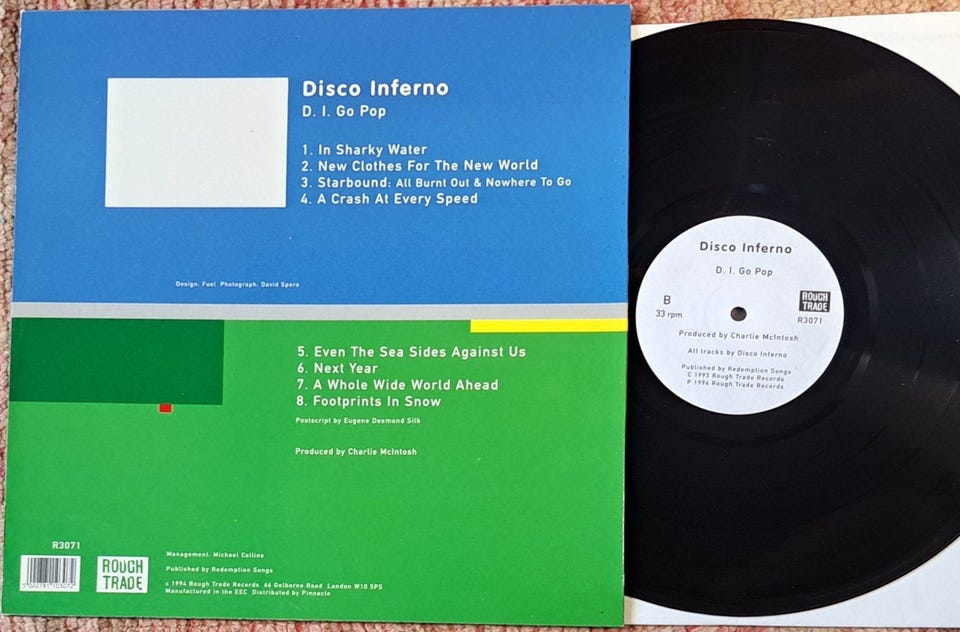 Disco Inferno
D. I. Go Pop
1. In Sharky Water
2. New Clothes For The New World
3. Starbound: All Burnt Out & Nowhere To Go
4. A Crash At Every Speed
Design: Fuel Photograph: David Spero
5. Even The Sea Sides Against Us
6. Next Year
7. A Whole Wide World Ahead
8. Footprints In Snow
Postscript by Eugene Desmond Silk
Produced by Charlie McIntosh
R3071
5 022781 103072
ROUGH
TRADE
Management: Michael Collins
Published by Redemption Songs
c 1994 Rough Trade Records 66 Golborne Road London W10 5PS
Manufactured in the EEC Distributed by Pinnacle
Disco Inferno
D. I. Go Pop
B
33 rpm
ROUGH
TRADE
R3071
Produced by Charlie McIntosh
All tracks by Disco Inferno
Published by Redemption Songs
C 1993 Rough Trade Records
P 1994 Rough Trade Records